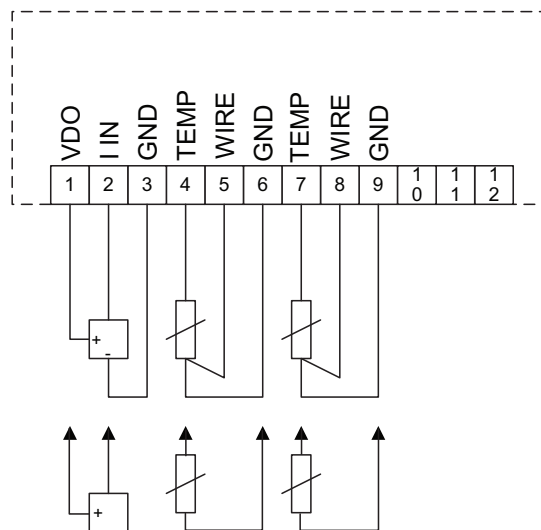 VDO
I IN
GND
TEMP
WIRE
GND
TEMP
WIRE
GND
1 2 3 4 5 6 7 8 9 10 11 12
+
-
+